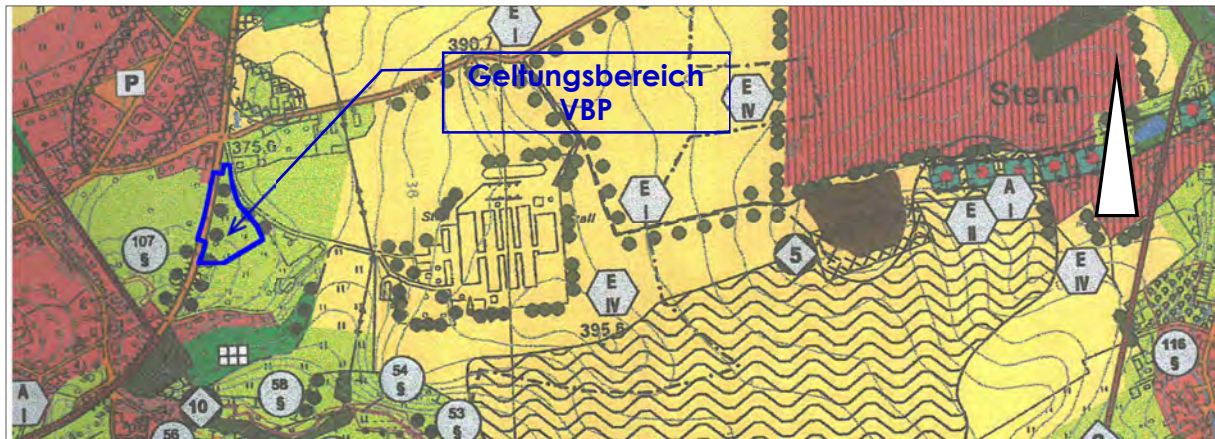 E
I
390,7
Geltungsbereich
VBP
E
IV
P
Stenn
375,6
E
I
A
I
E
II
107
§
5
E
IV
E
IV
395,6
116
§
54
§
58
§
A
I
10
53
§
56